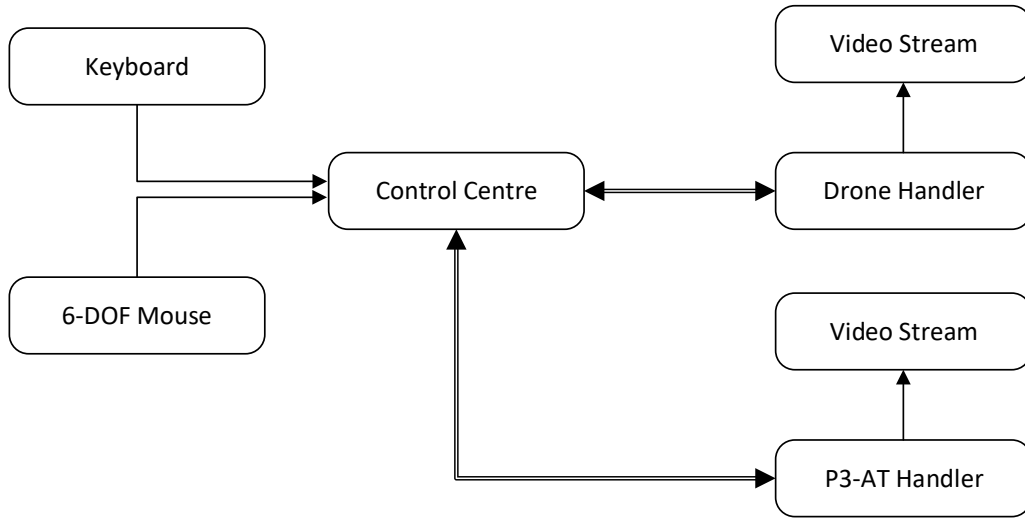 Keyboard
Video Stream
Control Centre
Drone Handler
6-DOF Mouse
Video Stream
P3-AT Handler